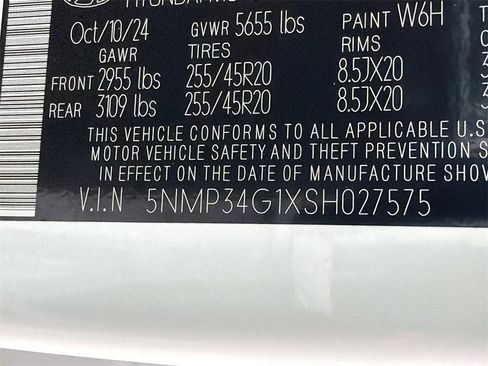 HYUNDAI
Oct/10/24 GVWR 5655 lbs PAINT W6H
GAWR TIRES RIMS
FRONT 2955 lbs 255/45R20 8.5JX20
REAR 3109 lbs 255/45R20 8.5JX20
THIS VEHICLE CONFORMS TO ALL APPLICABLE U.S
MOTOR VEHICLE SAFETY AND THEFT PREVENTION S
IN EFFECT ON THE DATE OF MANUFACTURE SHOW
V.I.N 5NMP34G1XSH027575